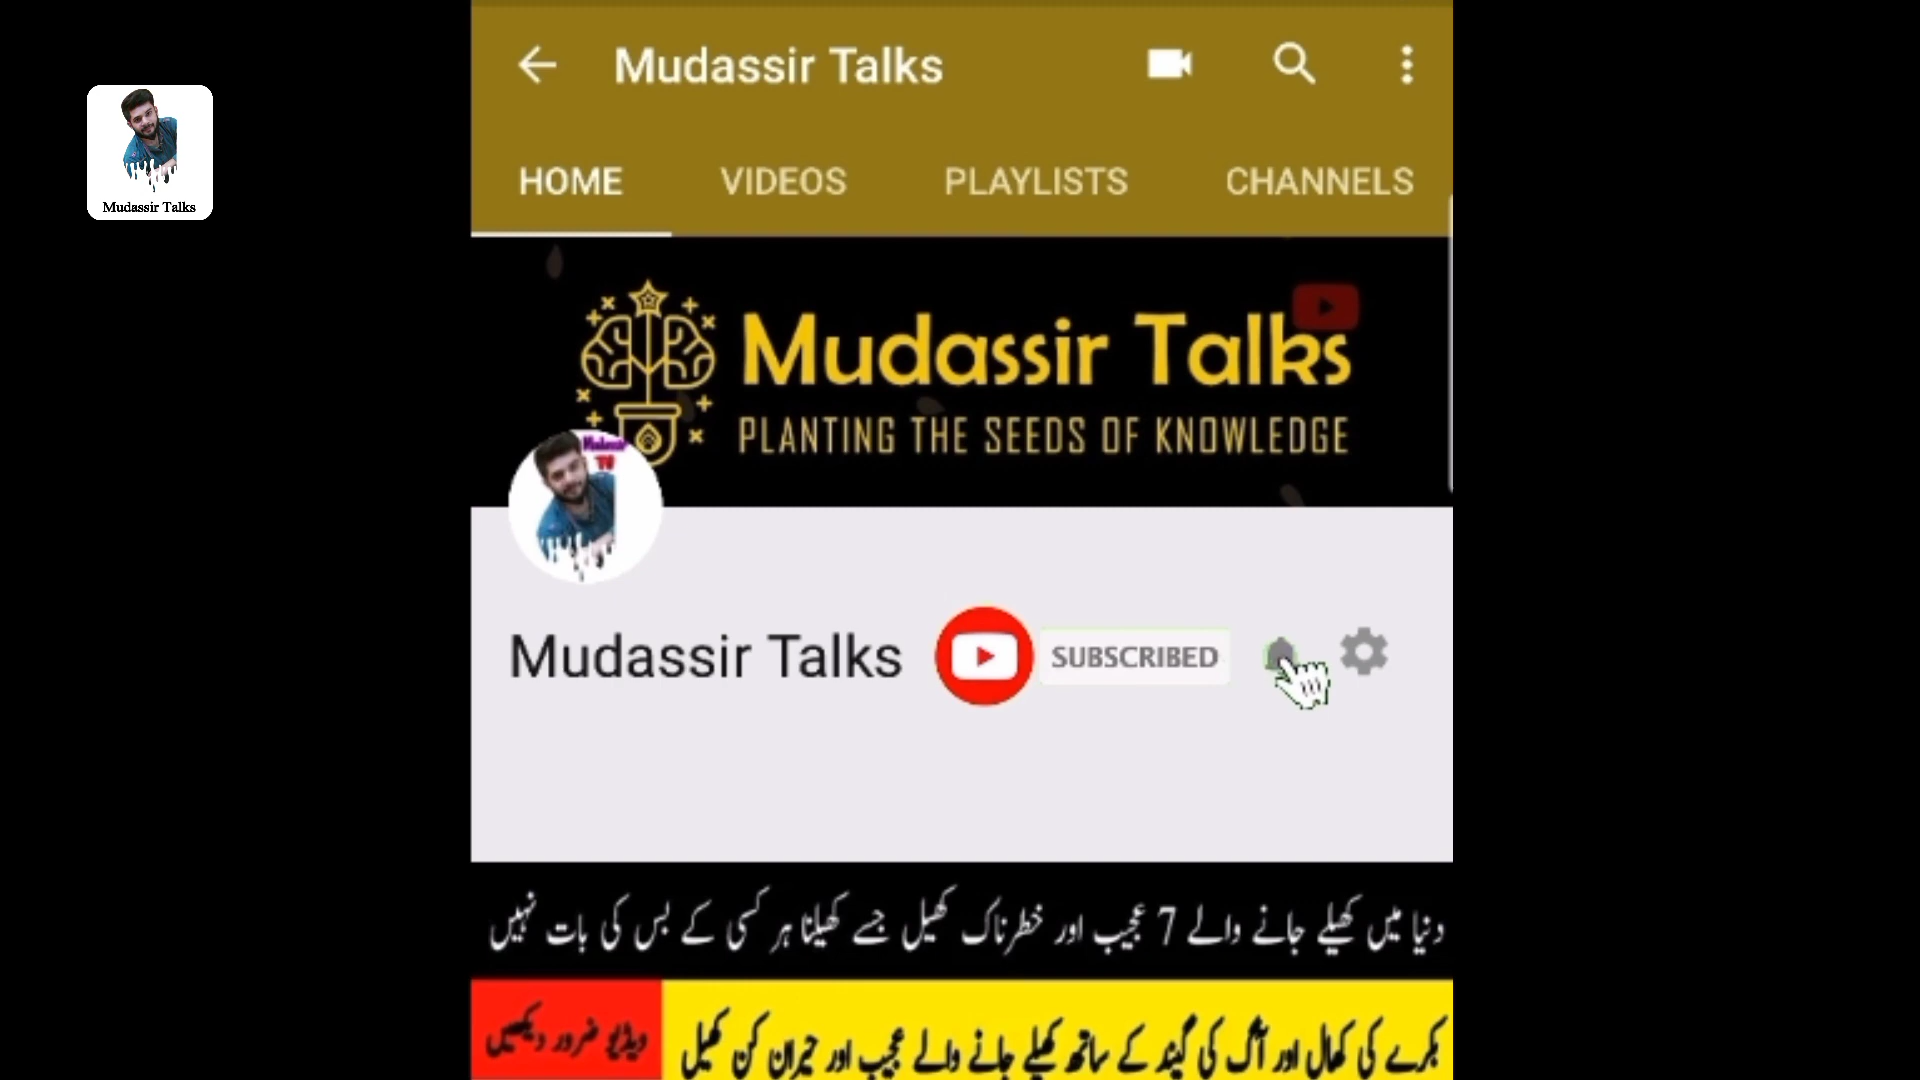 Mudassir Talks
Mudassir Talks
HOME VIDEOS PLAYLISTS CHANNELS
Mudassir Talks
PLANTING THE SEEDS OF KNOWLEDGE
Mudassir Talks SUBSCRIBED
دنیا میں کھیلے جانے والے 7 عجیب اور خطرناک کھیل جسے کھیلنا ہر کسی کے بس کی بات نہیں
بکرے کی کھال اور آگ کی گیند کے ساتھ کھیلے جانے والے عجیب اور حیران کن کھیل
ویڈیو ضرور دیکھیں